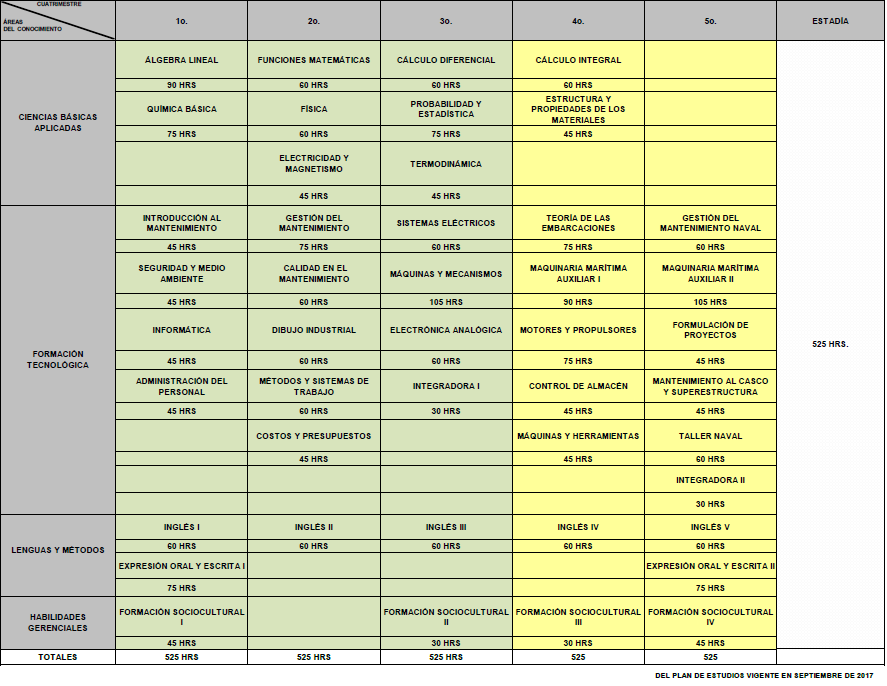 CUATRIMESTRE
ÁREAS
DEL CONOCIMIENTO
1o. 2o. 3o. 4o. 5o. ESTADÍA
CIENCIAS BÁSICAS
APLICADAS
ÁLGEBRA LINEAL FUNCIONES MATEMÁTICAS CÁLCULO DIFERENCIAL CÁLCULO INTEGRAL
90 HRS 60 HRS 60 HRS 60 HRS
QUÍMICA BÁSICA FÍSICA PROBABILIDAD Y
ESTADÍSTICA
ESTRUCTURA Y
PROPIEDADES DE LOS
MATERIALES
75 HRS 60 HRS 75 HRS 45 HRS
ELECTRICIDAD Y
MAGNETISMO
TERMODINÁMICA
45 HRS 45 HRS
FORMACIÓN
TECNOLÓGICA
INTRODUCCIÓN AL
MANTENIMIENTO
GESTIÓN DEL
MANTENIMIENTO
SISTEMAS ELÉCTRICOS
TEORÍA DE LAS
EMBARCACIONES
GESTIÓN DEL
MANTENIMIENTO NAVAL
45 HRS 75 HRS 60 HRS 75 HRS 60 HRS
SEGURIDAD Y MEDIO
AMBIENTE
CALIDAD EN EL
MANTENIMIENTO
MÁQUINAS Y MECANISMOS
MAQUINARIA MARÍTIMA
AUXILIAR I
MAQUINARIA MARÍTIMA
AUXILIAR II
45 HRS 60 HRS 105 HRS 90 HRS 105 HRS
INFORMÁTICA DIBUJO INDUSTRIAL ELECTRÓNICA ANALÓGICA MOTORES Y PROPULSORES
FORMULACIÓN DE
PROYECTOS
45 HRS 60 HRS 60 HRS 75 HRS 45 HRS
ADMINISTRACIÓN DEL
PERSONAL
MÉTODOS Y SISTEMAS DE
TRABAJO
INTEGRADORA I
CONTROL DE ALMACÉN
MANTENIMIENTO AL CASCO
Y SUPERESTRUCTURA
45 HRS 60 HRS 30 HRS 45 HRS 45 HRS
COSTOS Y PRESUPUESTOS MÁQUINAS Y HERRAMIENTAS TALLER NAVAL
45 HRS 45 HRS 60 HRS
INTEGRADORA II
30 HRS
525 HRS.
LENGUAS Y MÉTODOS
INGLÉS I INGLÉS II INGLÉS III INGLÉS IV INGLÉS V
60 HRS 60 HRS 60 HRS 60 HRS 60 HRS
EXPRESIÓN ORAL Y ESCRITA I EXPRESIÓN ORAL Y ESCRITA II
75 HRS 75 HRS
HABILIDADES
GERENCIALES
FORMACIÓN SOCIOCULTURAL
I
FORMACIÓN SOCIOCULTURAL
II
FORMACIÓN SOCIOCULTURAL
III
FORMACIÓN SOCIOCULTURAL
IV
45 HRS 30 HRS 30 HRS 45 HRS
TOTALES 525 HRS 525 HRS 525 HRS 525 525
DEL PLAN DE ESTUDIOS VIGENTE EN SEPTIEMBRE DE 2017